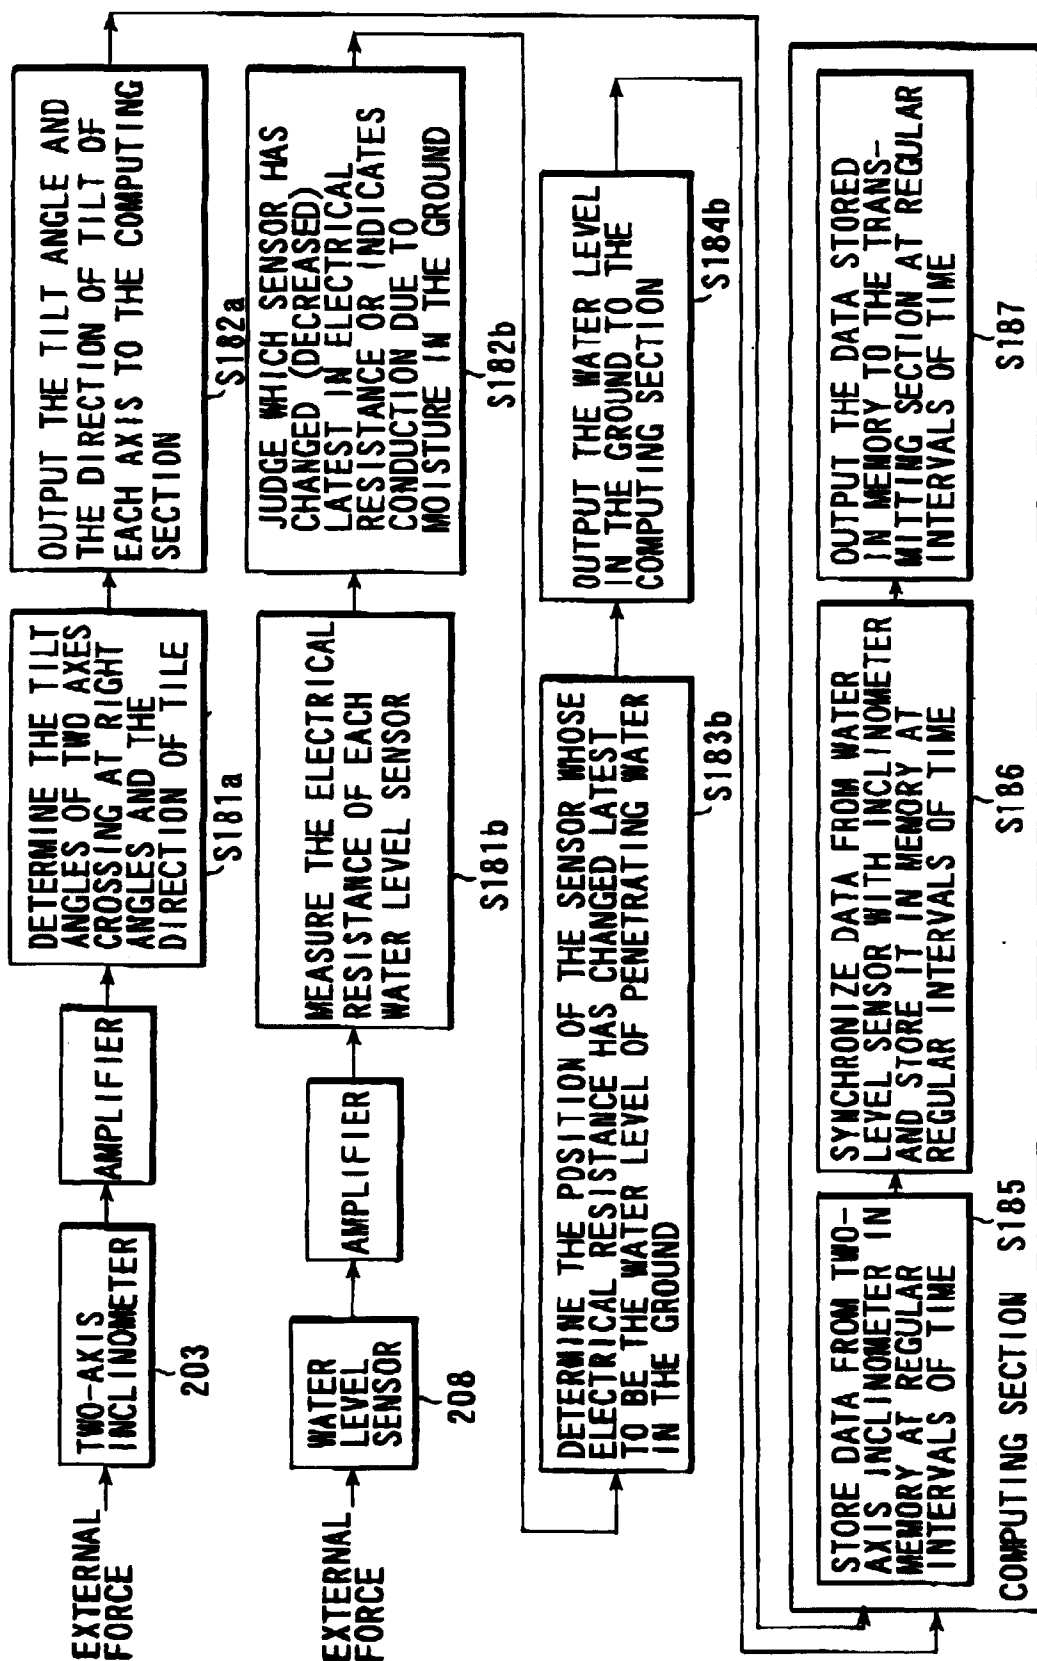 EXTERNAL
FORCE
TWO-AXIS
INCLINOMETER
203
AMPLIFIER
DETERMINE THE TILT
ANGLES OF TWO AXES
CROSSING AT RIGHT
ANGLES AND THE
DIRECTION OF TILE
S181a
OUTPUT THE TILT ANGLE AND
THE DIRECTION OF TILT OF
EACH AXIS TO THE COMPUTING
SECTION
S182a
EXTERNAL
FORCE
WATER
LEVEL
SENSOR
208
AMPLIFIER
MEASURE THE ELECTRICAL
RESISTANCE OF EACH
WATER LEVEL SENSOR
S181b
JUDGE WHICH SENSOR HAS
CHANGED (DECREASED)
LATEST IN ELECTRICAL
RESISTANCE OR INDICATES
CONDUCTION DUE TO
MOISTURE IN THE GROUND
S182b
DETERMINE THE POSITION OF THE SENSOR WHOSE
ELECTRICAL RESISTANCE HAS CHANGED LATEST
TO BE THE WATER LEVEL OF PENETRATING WATER
IN THE GROUND
S183b
OUTPUT THE WATER LEVEL
IN THE GROUND TO THE
COMPUTING SECTION
S184b
STORE DATA FROM TWO-
AXIS INCLINOMETER IN
MEMORY AT REGULAR
INTERVALS OF TIME
S185
SYNCHRONIZE DATA FROM WATER
LEVEL SENSOR WITH INCLINOMETER
AND STORE IT IN MEMORY AT
REGULAR INTERVALS OF TIME
S186
OUTPUT THE DATA STORED
IN MEMORY TO THE TRANS-
MITTING SECTION AT REGULAR
INTERVALS OF TIME
S187
COMPUTING SECTION